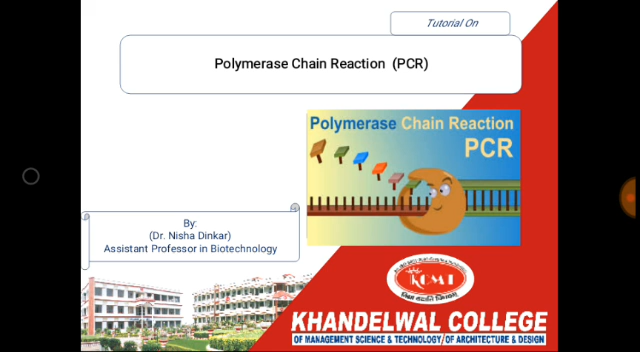 Tutorial On
Polymerase Chain Reaction (PCR)
Polymerase Chain Reaction
PCR
By:
(Dr. Nisha Dinkar)
Assistant Professor in Biotechnology
KCMT
KHANDELWAL COLLEGE
OF MANAGEMENT SCIENCE & TECHNOLOGY/OF ARCHITECTURE & DESIGN